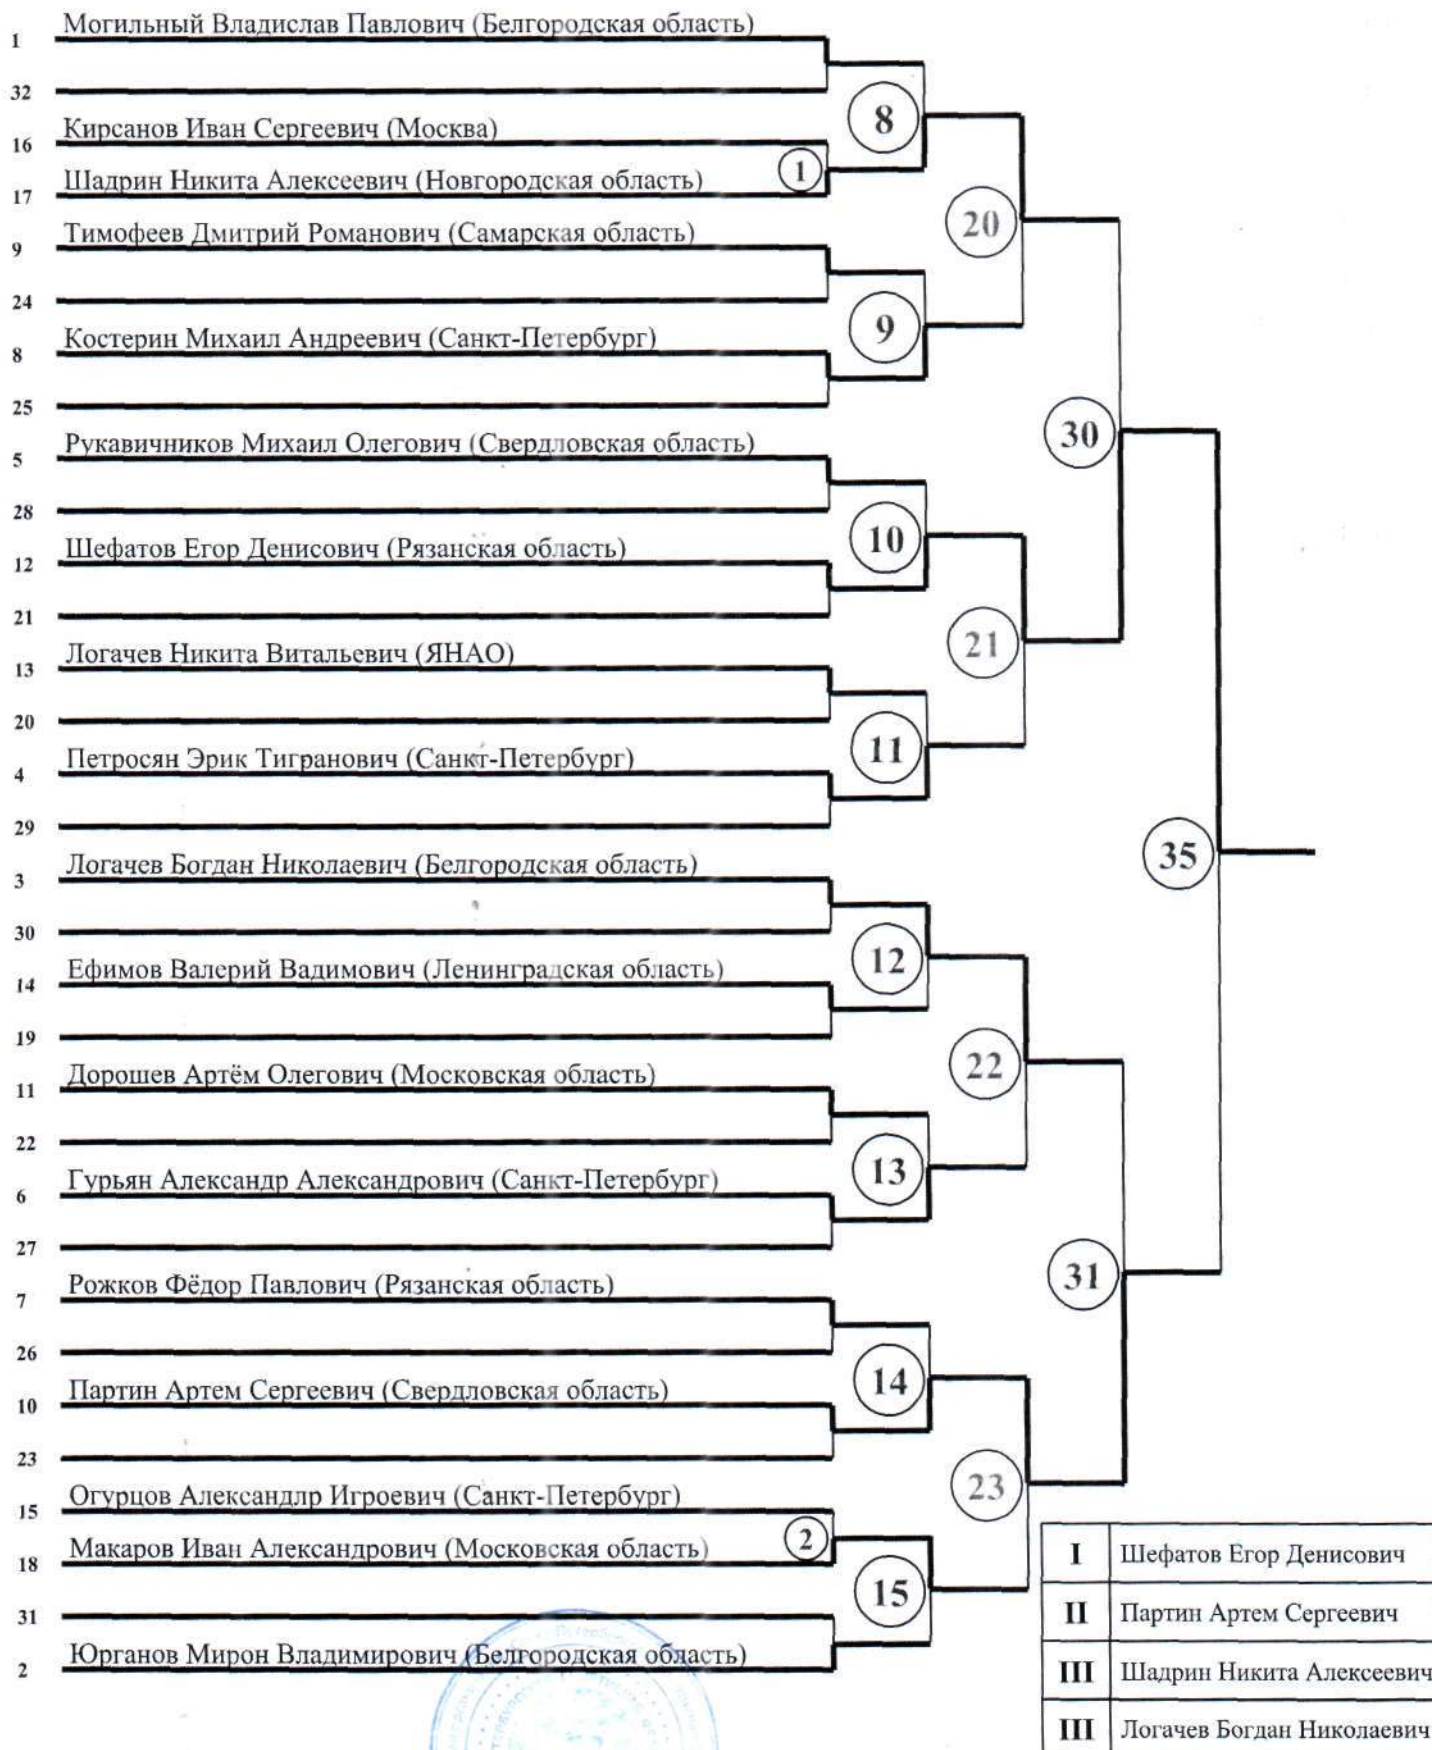 Могильный Владислав Павлович (Белгородская область)
1
32
8
Кирсанов Иван Сергеевич (Москва)
16
1
Шадрин Никита Алексеевич (Новгородская область)
17
20
Тимофеев Дмитрий Романович (Самарская область)
9
24
9
Костерин Михаил Андреевич (Санкт-Петербург)
8
25
30
Рукавичников Михаил Олегович (Свердловская область)
5
28
10
Шефатов Егор Денисович (Рязанская область)
12
21
21
Логачев Никита Витальевич (ЯНАО)
13
20
11
Петросян Эрик Тигранович (Санкт-Петербург)
4
29
35
Логачев Богдан Николаевич (Белгородская область)
3
30
12
Ефимов Валерий Вадимович (Ленинградская область)
14
19
22
Дорошев Артём Олегович (Московская область)
11
22
13
Гурьян Александр Александрович (Санкт-Петербург)
6
27
31
Рожков Фёдор Павлович (Рязанская область)
7
26
14
Партин Артем Сергеевич (Свердловская область)
10
23
23
Огурцов Александлр Игроевич (Санкт-Петербург)
15
2
Макаров Иван Александрович (Московская область)
18
15
31
Юрганов Мирон Владимирович (Белгородская область)
2
I Шефатов Егор Денисович
II Партин Артем Сергеевич
III Шадрин Никита Алексеевич
III Логачев Богдан Николаевич